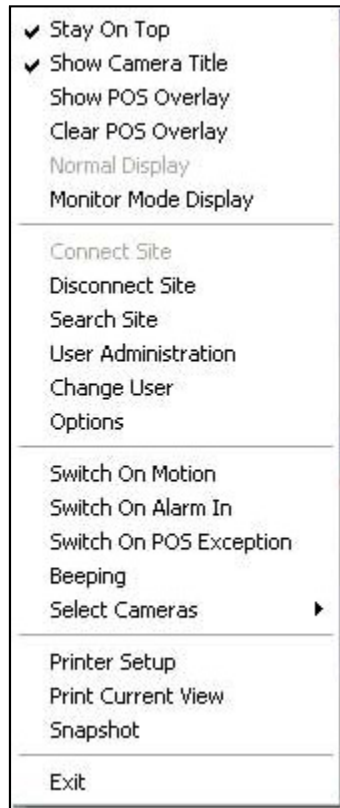 Stay On Top
Show Camera Title
Show POS Overlay
Clear POS Overlay
Normal Display
Monitor Mode Display
Connect Site
Disconnect Site
Search Site
User Administration
Change User
Options
Switch On Motion
Switch On Alarm In
Switch On POS Exception
Beeping
Select Cameras
Printer Setup
Print Current View
Snapshot
Exit